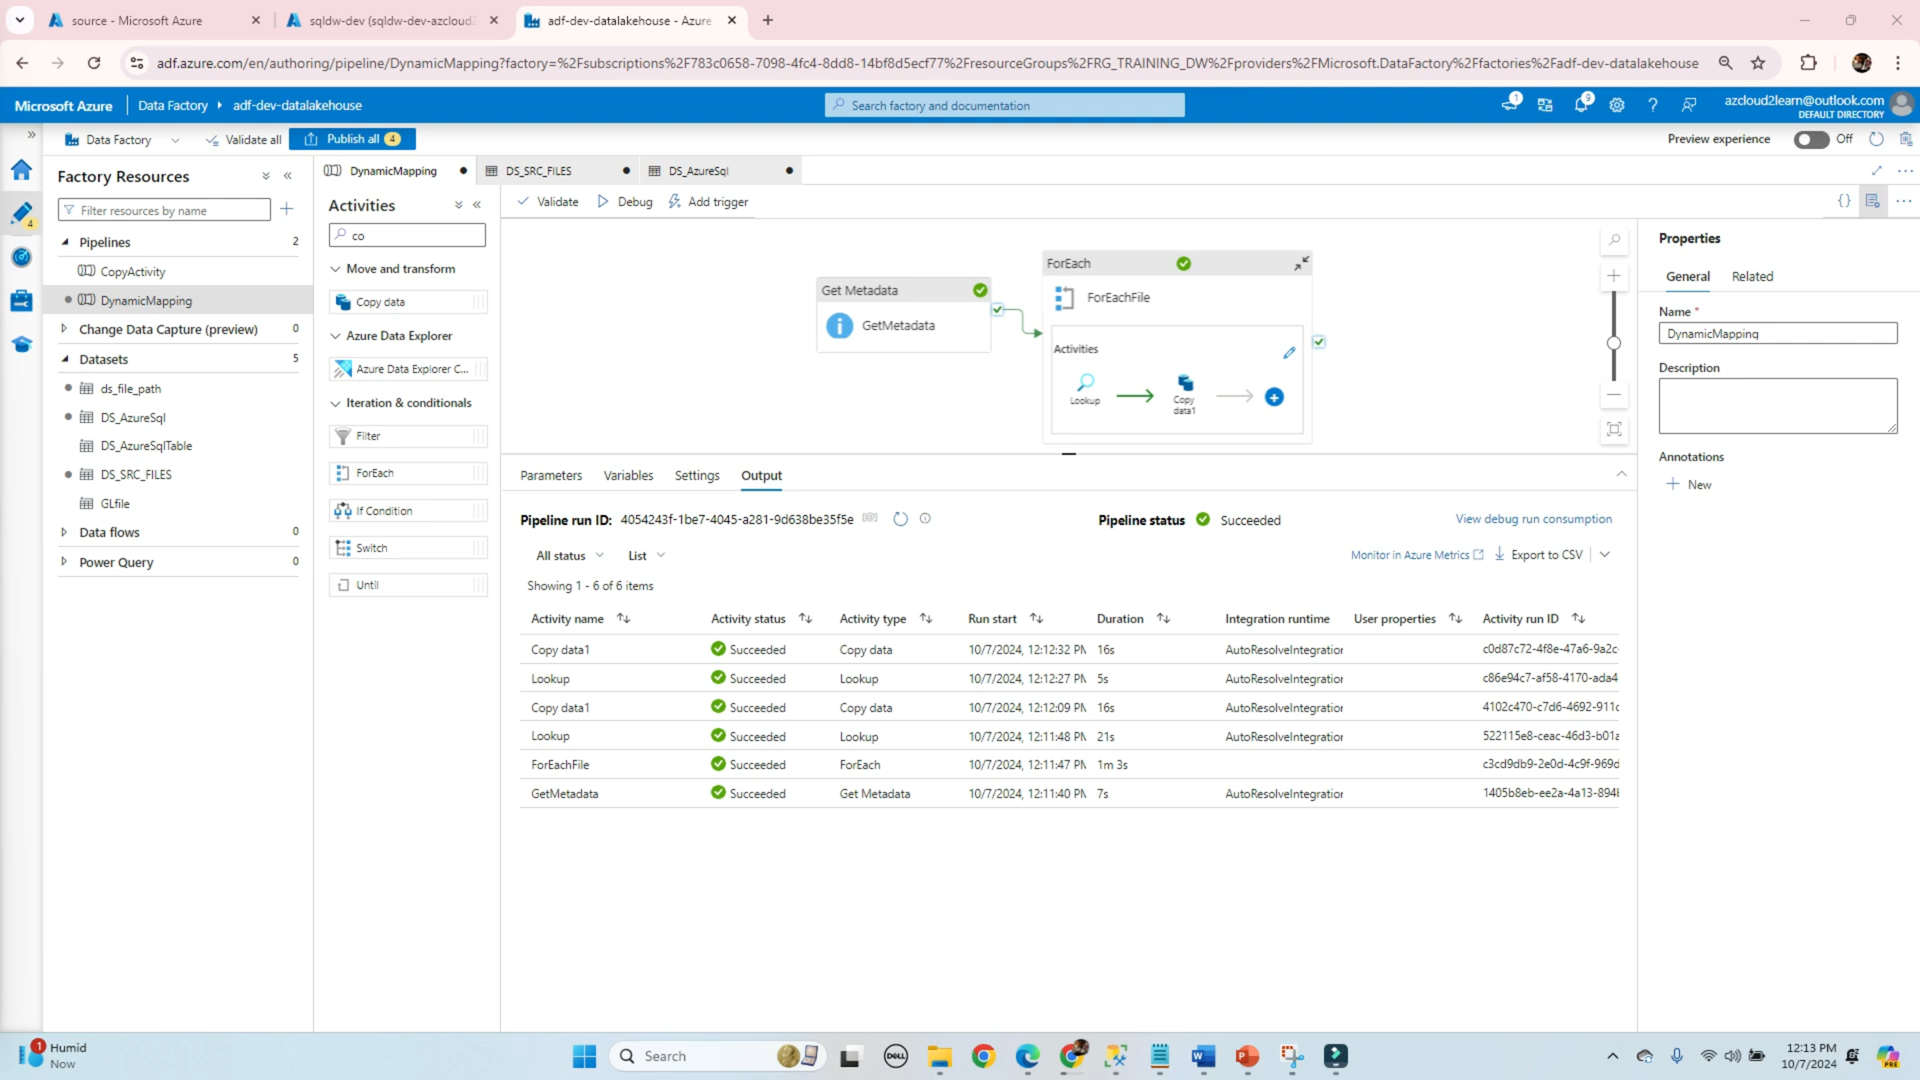 source - Microsoft Azure
sqldw-dev (sqldw-dev-azcloud2
adf-dev-datalakehouse - Azure
adf.azure.com/en/authoring/pipeline/DynamicMapping?factory=%2Fsubscriptions%2F783c0658-7098-4fc4-8dd8-14bf8d5ecf77%2FresourceGroups%2FRG_TRAINING_DW%2Fproviders%2FMicrosoft.DataFactory%2Ffactories%2Fadf-dev-datalakehouse
Microsoft Azure
Data Factory
adf-dev-datalakehouse
Search factory and documentation
1
9
azcloud2learn@outlook.com
DEFAULT DIRECTORY
Data Factory
Validate all
Publish all 4
Preview experience
Off
4
Factory Resources
Filter resources by name
Pipelines 2
CopyActivity
DynamicMapping
Change Data Capture (preview) 0
Datasets 5
ds_file_path
DS_AzureSql
DS_AzureSqlTable
DS_SRC_FILES
GLfile
Data flows 0
Power Query 0
DynamicMapping
DS_SRC_FILES
DS_AzureSql
Activities
co
Move and transform
Copy data
Azure Data Explorer
Azure Data Explorer C...
Iteration & conditionals
Filter
ForEach
If Condition
Switch
Until
Validate
Debug
Add trigger
Get Metadata
GetMetadata
ForEach
ForEachFile
Activities
Lookup
Copy
data1
Properties
General
Related
Name *
DynamicMapping
Description
Annotations
New
Parameters
Variables
Settings
Output
Pipeline run ID: 4054243f-1be7-4045-a281-9d638be35f5e
Pipeline status Succeeded
View debug run consumption
All status
List
Monitor in Azure Metrics
Export to CSV
Showing 1 - 6 of 6 items
Activity name Activity status Activity type Run start Duration Integration runtime User properties Activity run ID
Copy data1 Succeeded Copy data 10/7/2024, 12:12:32 PM 16s AutoResolveIntegration c0d87c72-4f8e-47a6-9a2c-
Lookup Succeeded Lookup 10/7/2024, 12:12:27 PM 5s AutoResolveIntegration c86e94c7-af58-4170-ada4
Copy data1 Succeeded Copy data 10/7/2024, 12:12:09 PM 16s AutoResolveIntegration 4102c470-c7d6-4692-911c
Lookup Succeeded Lookup 10/7/2024, 12:11:48 PM 21s AutoResolveIntegration 522115e8-ceac-46d3-b01a
ForEachFile Succeeded ForEach 10/7/2024, 12:11:47 PM 1m 3s c3cd9db9-2e0d-4c9f-969d
GetMetadata Succeeded Get Metadata 10/7/2024, 12:11:40 PM 7s AutoResolveIntegration 1405b8eb-ee2a-4a13-894b
1
Humid
Now
Search
DELL
12:13 PM
10/7/2024
PRE